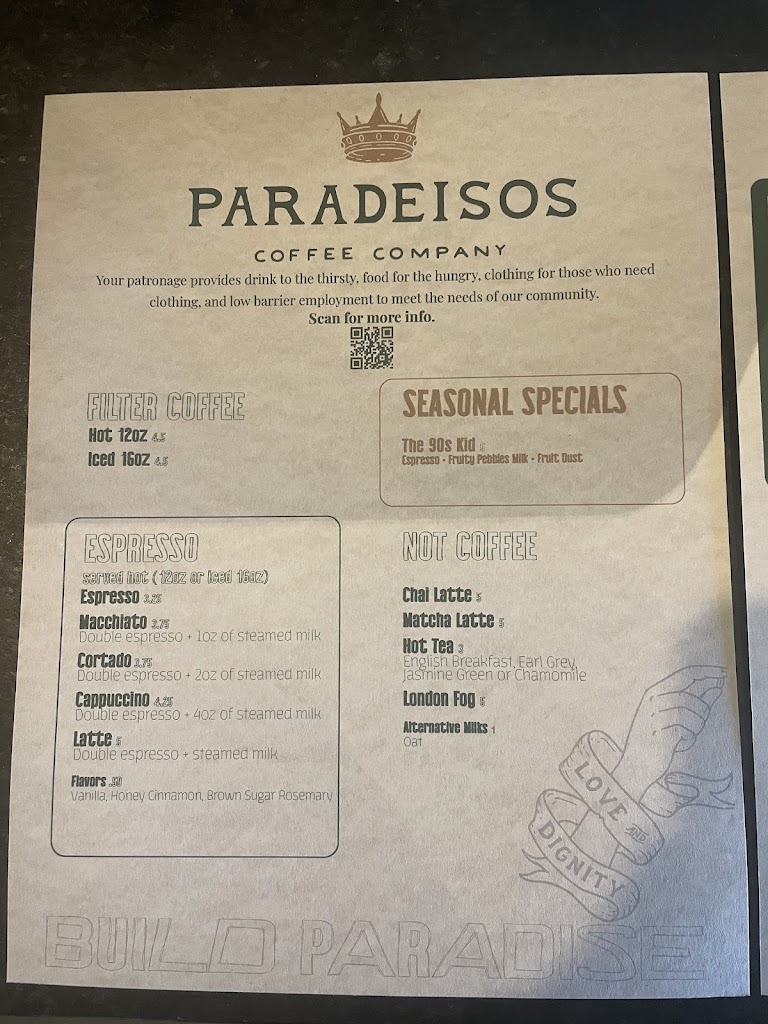 PARADEISOS
COFFEE COMPANY
Your patronage provides drink to the thirsty, food for the hungry, clothing for those who need
clothing, and low barrier employment to meet the needs of our community.
Scan for more info.
FILTER COFFEE
Hot 12oz 4.5
Iced 16oz 4.5
SEASONAL SPECIALS
The 90s Kid
Espresso - Fruity Pebbles Milk - Fruit Dust
ESPRESSO
served hot (12oz or iced 16oz)
Espresso 3.25
Macchiato 3.75
Double espresso + 1oz of steamed milk
Cortado 3.75
Double espresso + 2oz of steamed milk
Cappuccino 4.25
Double espresso + 4oz of steamed milk
Latte 5
Double espresso + steamed milk
Flavors .50
Vanilla, Honey Cinnamon, Brown Sugar Rosemary
NOT COFFEE
Chai Latte 5
Matcha Latte 5
Hot Tea 3
English Breakfast, Earl Grey,
Jasmine Green or Chamomile
London Fog 5
Alternative Milks 1
Oat
LOVE AND
DIGNITY
BUILD PARADISE